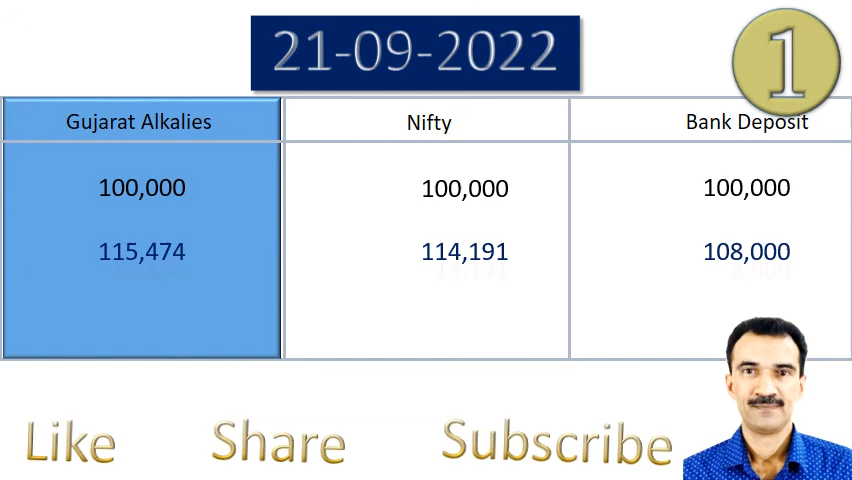 21-09-2022
1
Gujarat Alkalies Nifty Bank Deposit
100,000 100,000 100,000
115,474 114,191 108,000
Like Share Subscribe